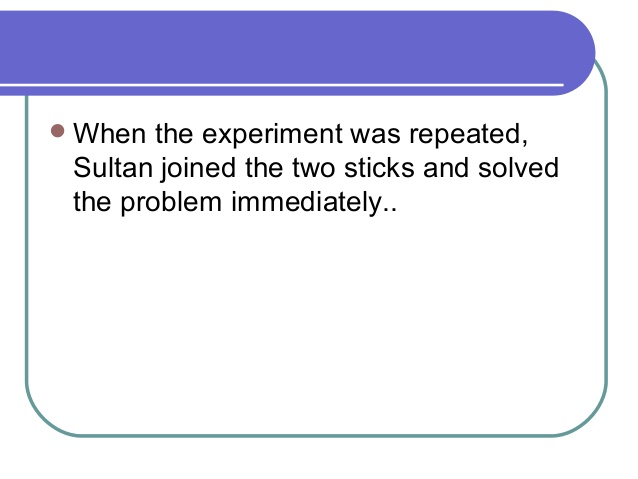 When the experiment was repeated,
Sultan joined the two sticks and solved
the problem immediately..